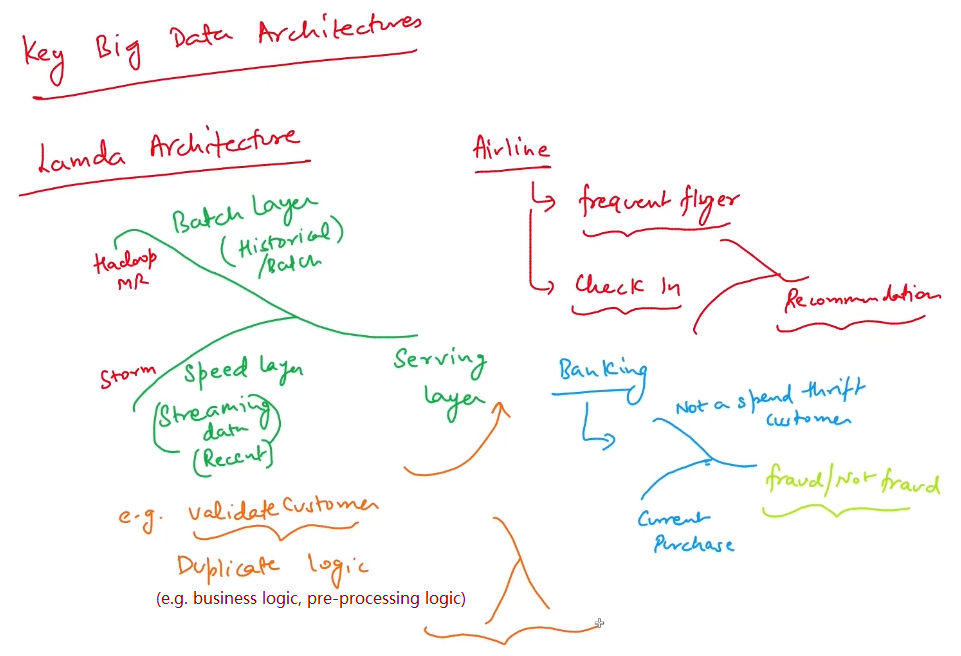 Key Big Data Architectures
Lamda Architecture
Batch Layer
(Historical)
/Batch
Hadoop
MR
Storm
Speed Layer
(Streaming
data
(Recent)
Serving
layer
e.g. validateCustomer
Duplicate logic
(e.g. business logic, pre-processing logic)
Airline
frequent flyer
Check In
Recommendation
Banking
Not a spend thrift
customer
Current
Purchase
fraud/Not fraud